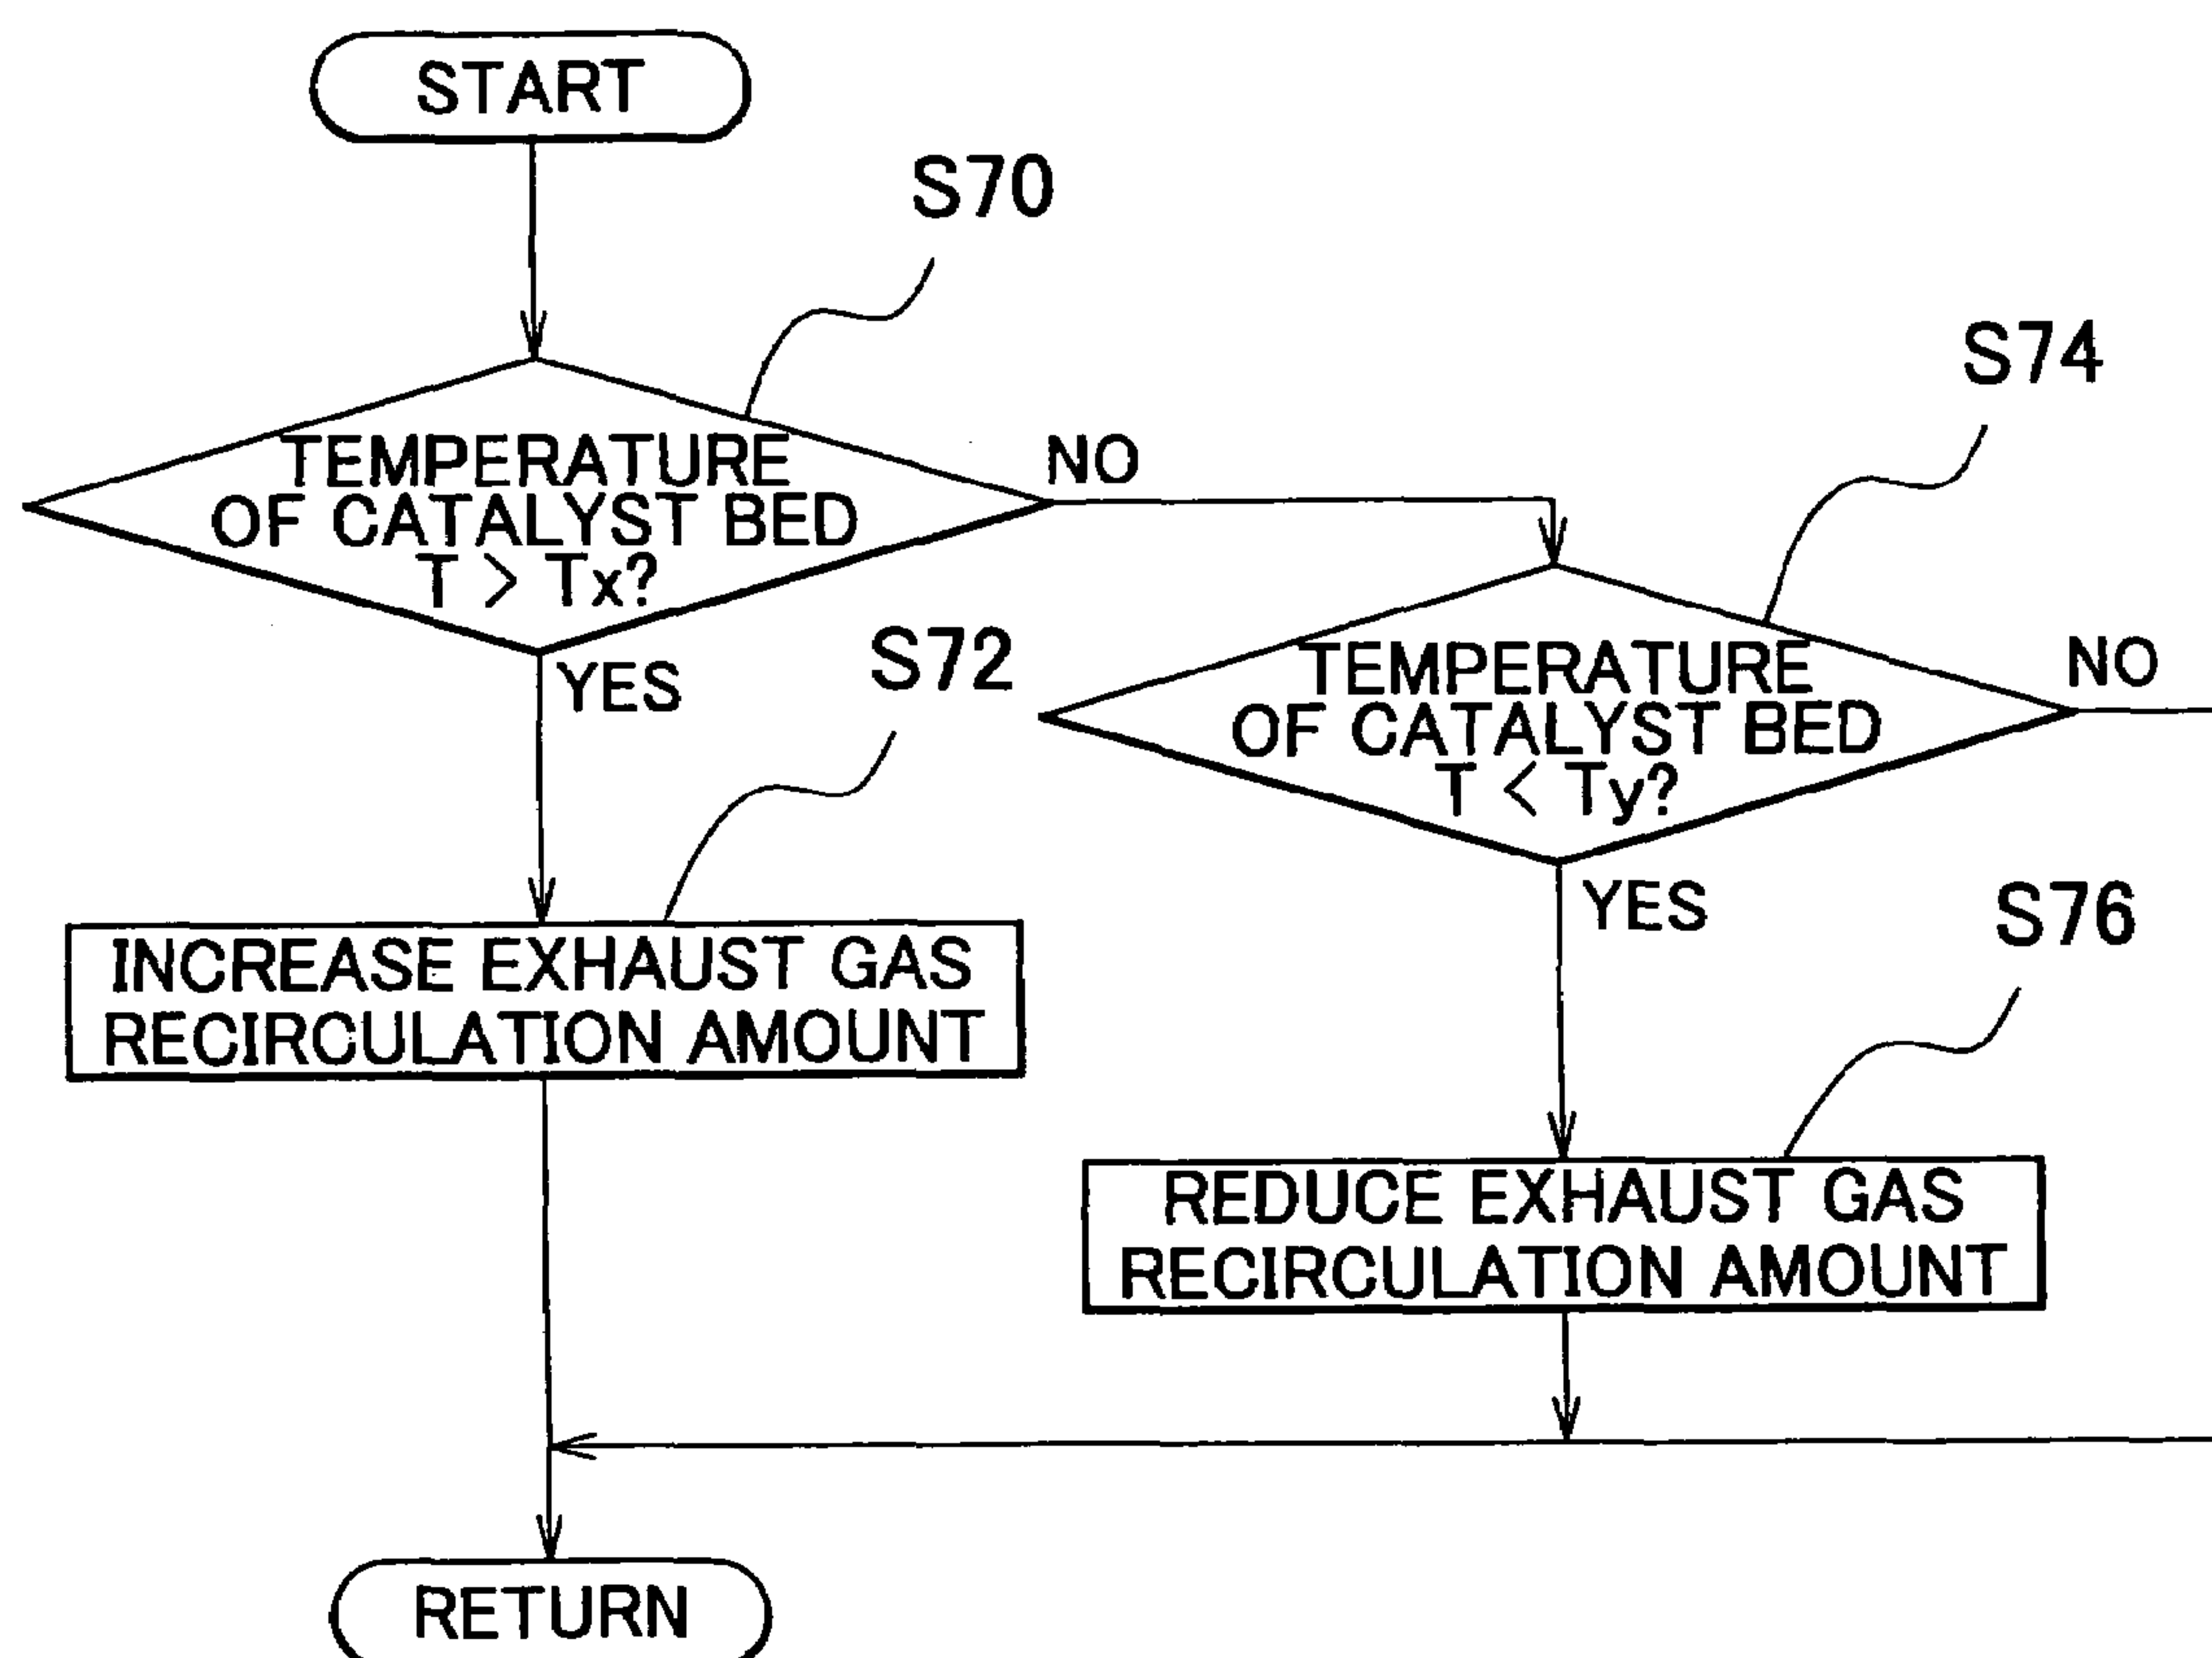 START
S70
TEMPERATURE
OF CATALYST BED
T > Tx?
NO
YES
S72
INCREASE EXHAUST GAS
RECIRCULATION AMOUNT
S74
TEMPERATURE
OF CATALYST BED
T < Ty?
NO
YES
S76
REDUCE EXHAUST GAS
RECIRCULATION AMOUNT
RETURN